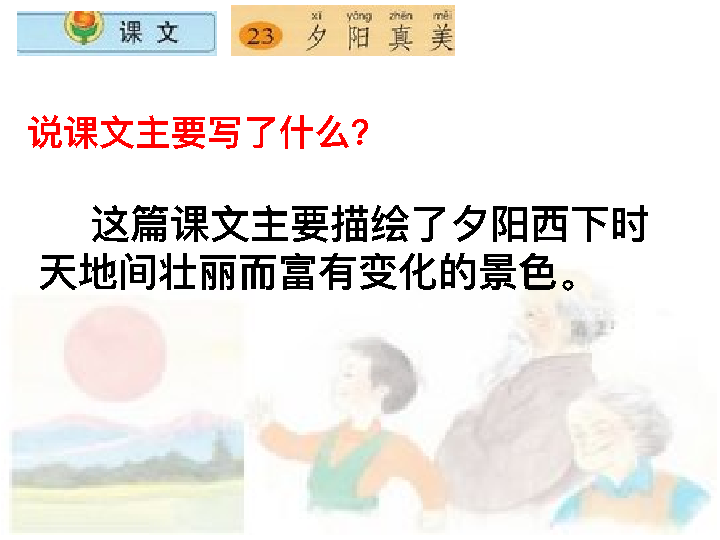 课文
xī yáng zhēn měi
23 夕阳真美
说课文主要写了什么？
这篇课文主要描绘了夕阳西下时
天地间壮丽而富有变化的景色。